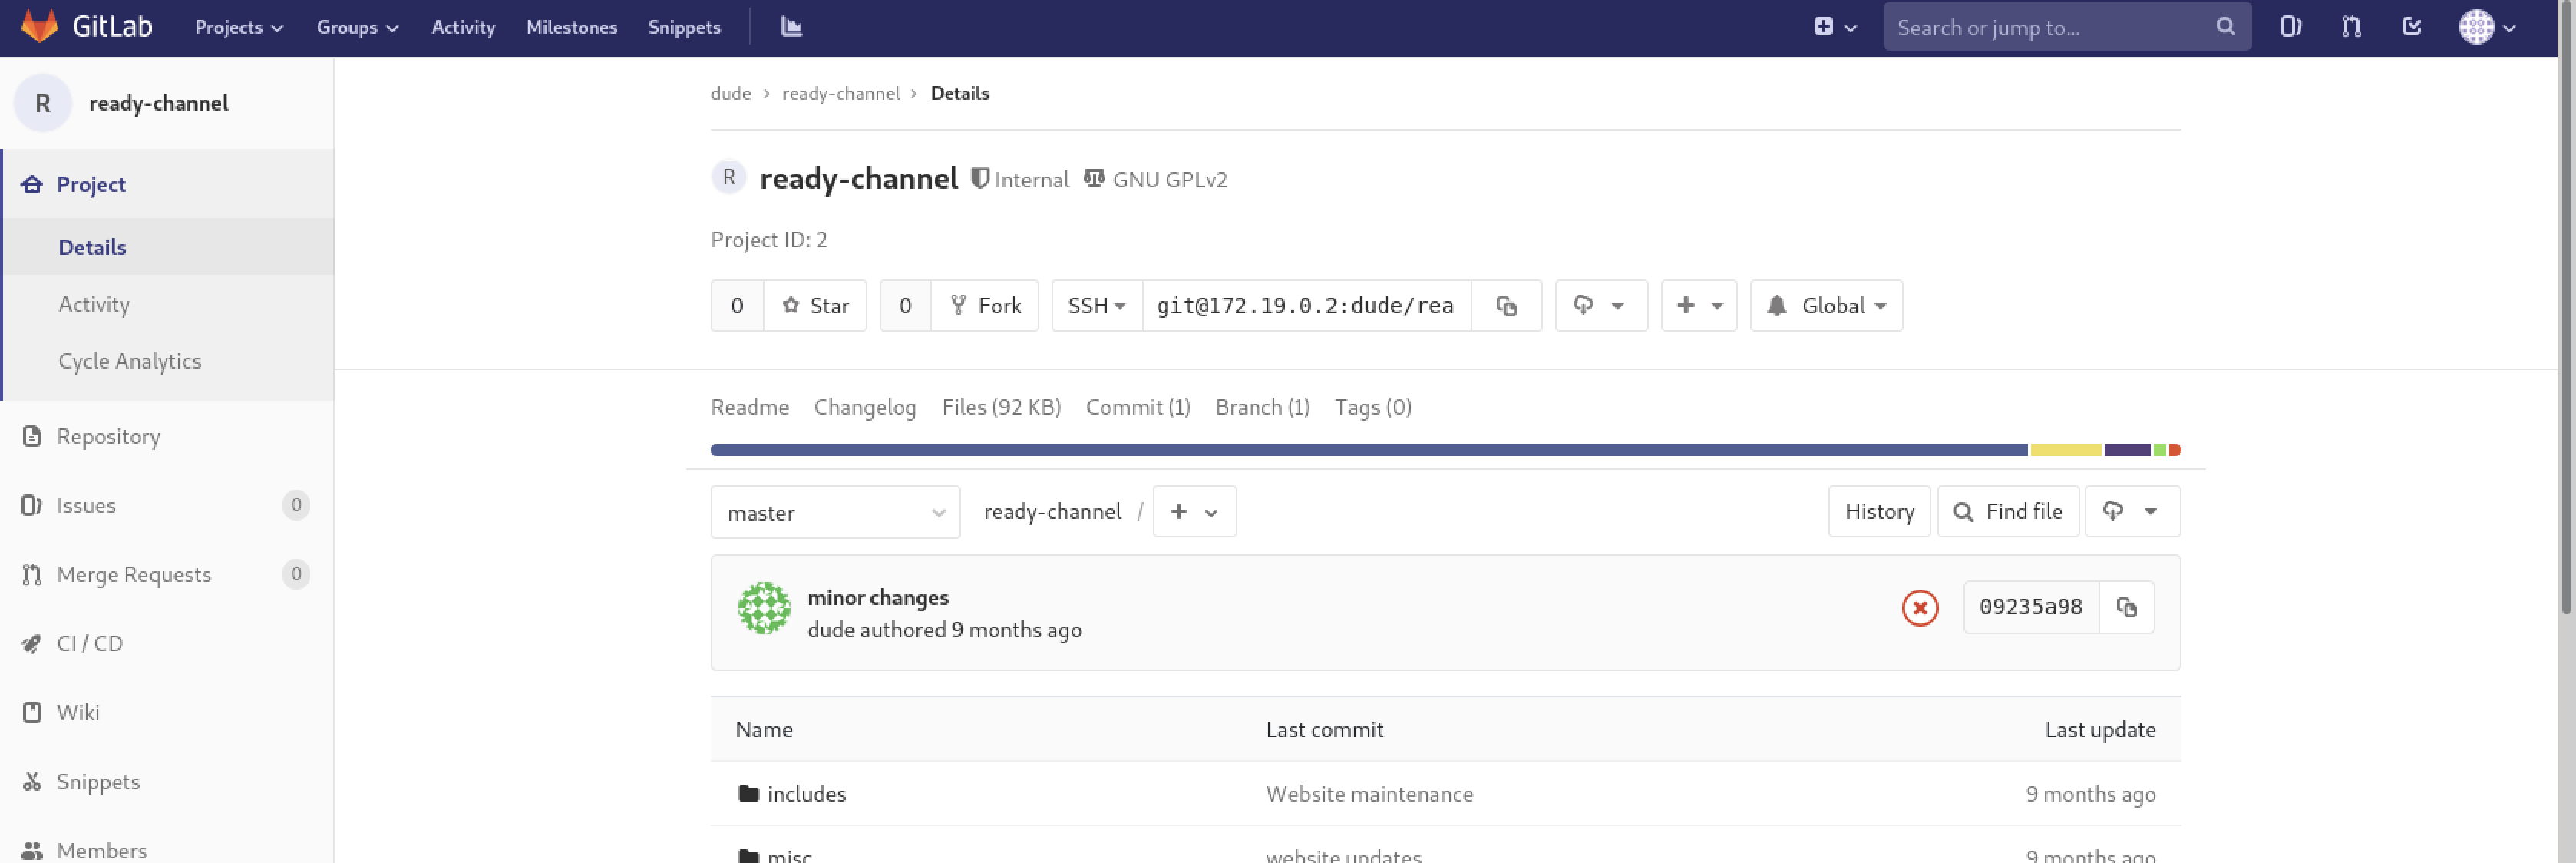 GitLab Projects Groups Activity Milestones Snippets Search or jump to...
R ready-channel
Project
Details
Activity
Cycle Analytics
Repository
Issues 0
Merge Requests 0
CI / CD
Wiki
Snippets
Members
dude > ready-channel > Details
R ready-channel Internal GNU GPLv2
Project ID: 2
0 Star 0 Fork SSH git@172.19.0.2:dude/rea Global
Readme Changelog Files (92 KB) Commit (1) Branch (1) Tags (0)
master ready-channel / + History Find file
minor changes
dude authored 9 months ago
09235a98
Name Last commit Last update
includes Website maintenance 9 months ago
misc website updates 9 months ago